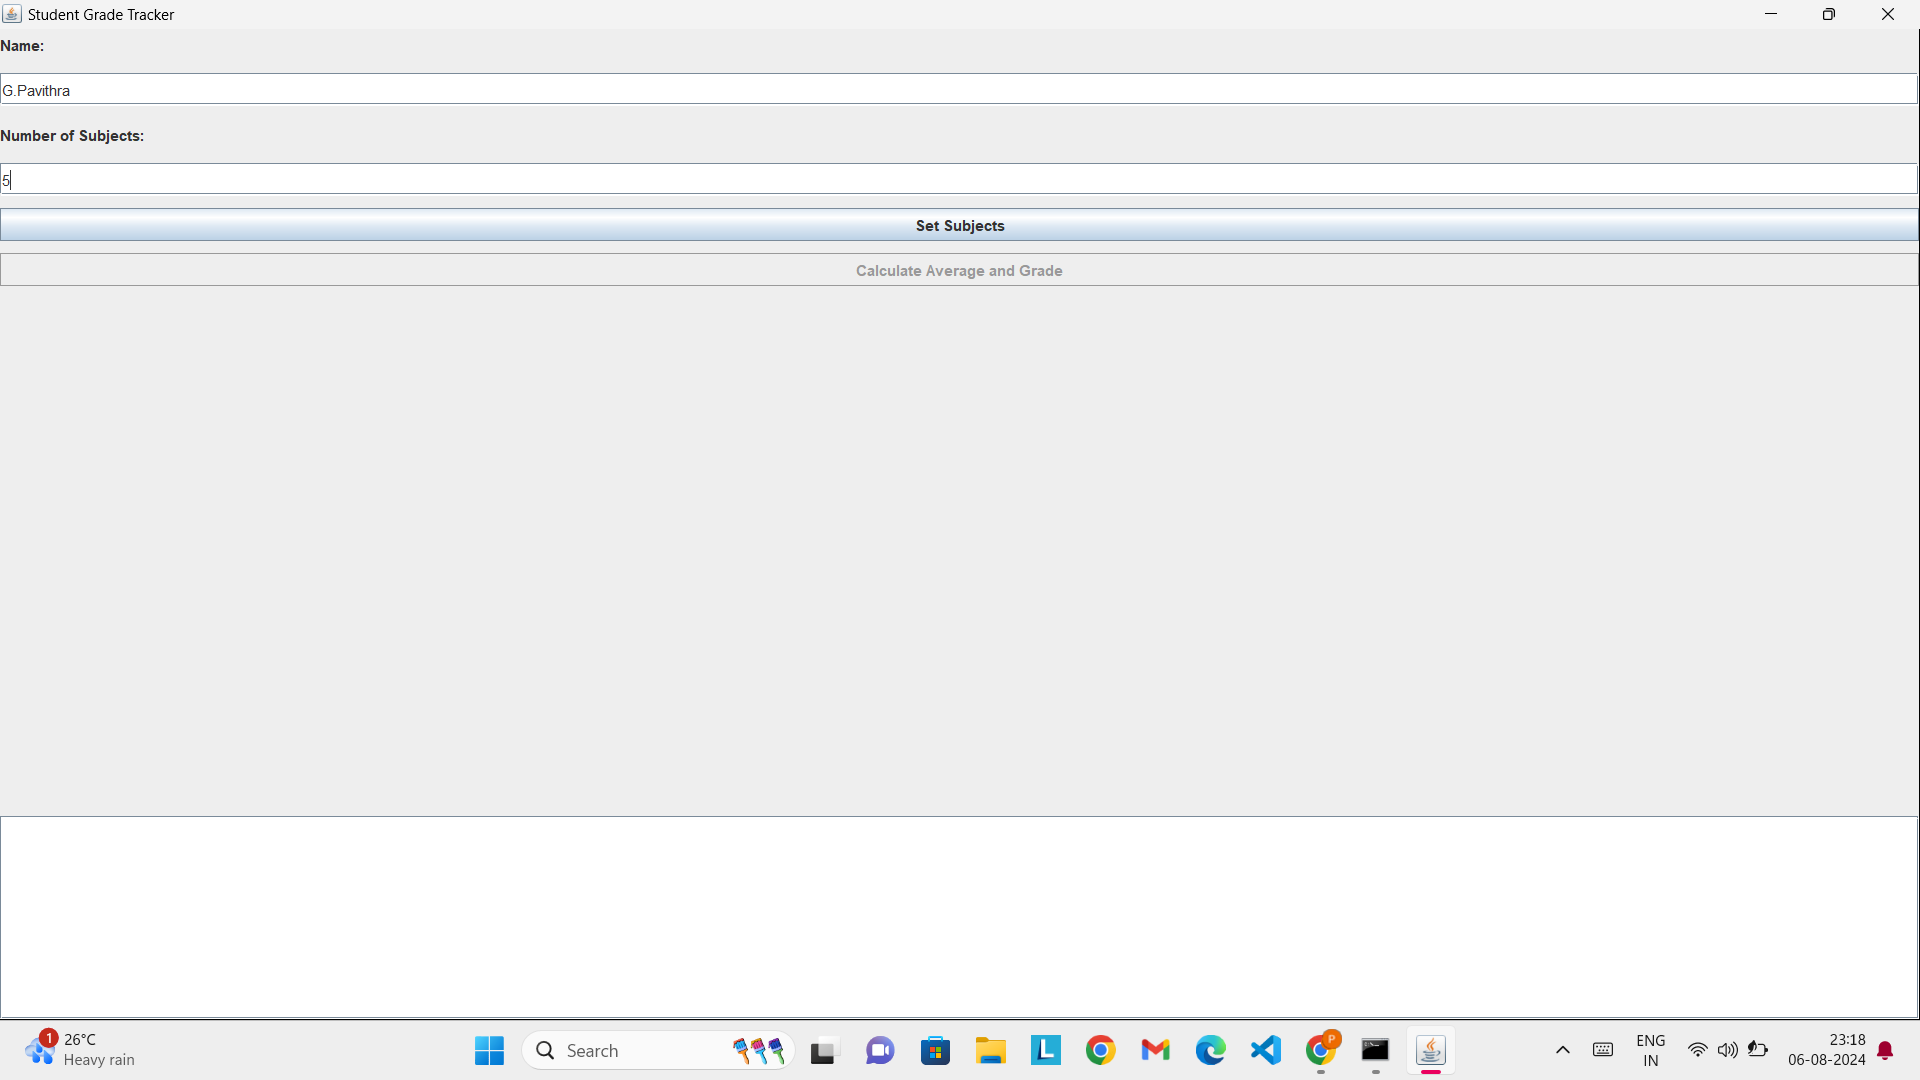 Student Grade Tracker
Name:
G.Pavithra
Number of Subjects:
5
Set Subjects
Calculate Average and Grade
1
26°C
Heavy rain
Search
L
P
ENG
IN
23:18
06-08-2024